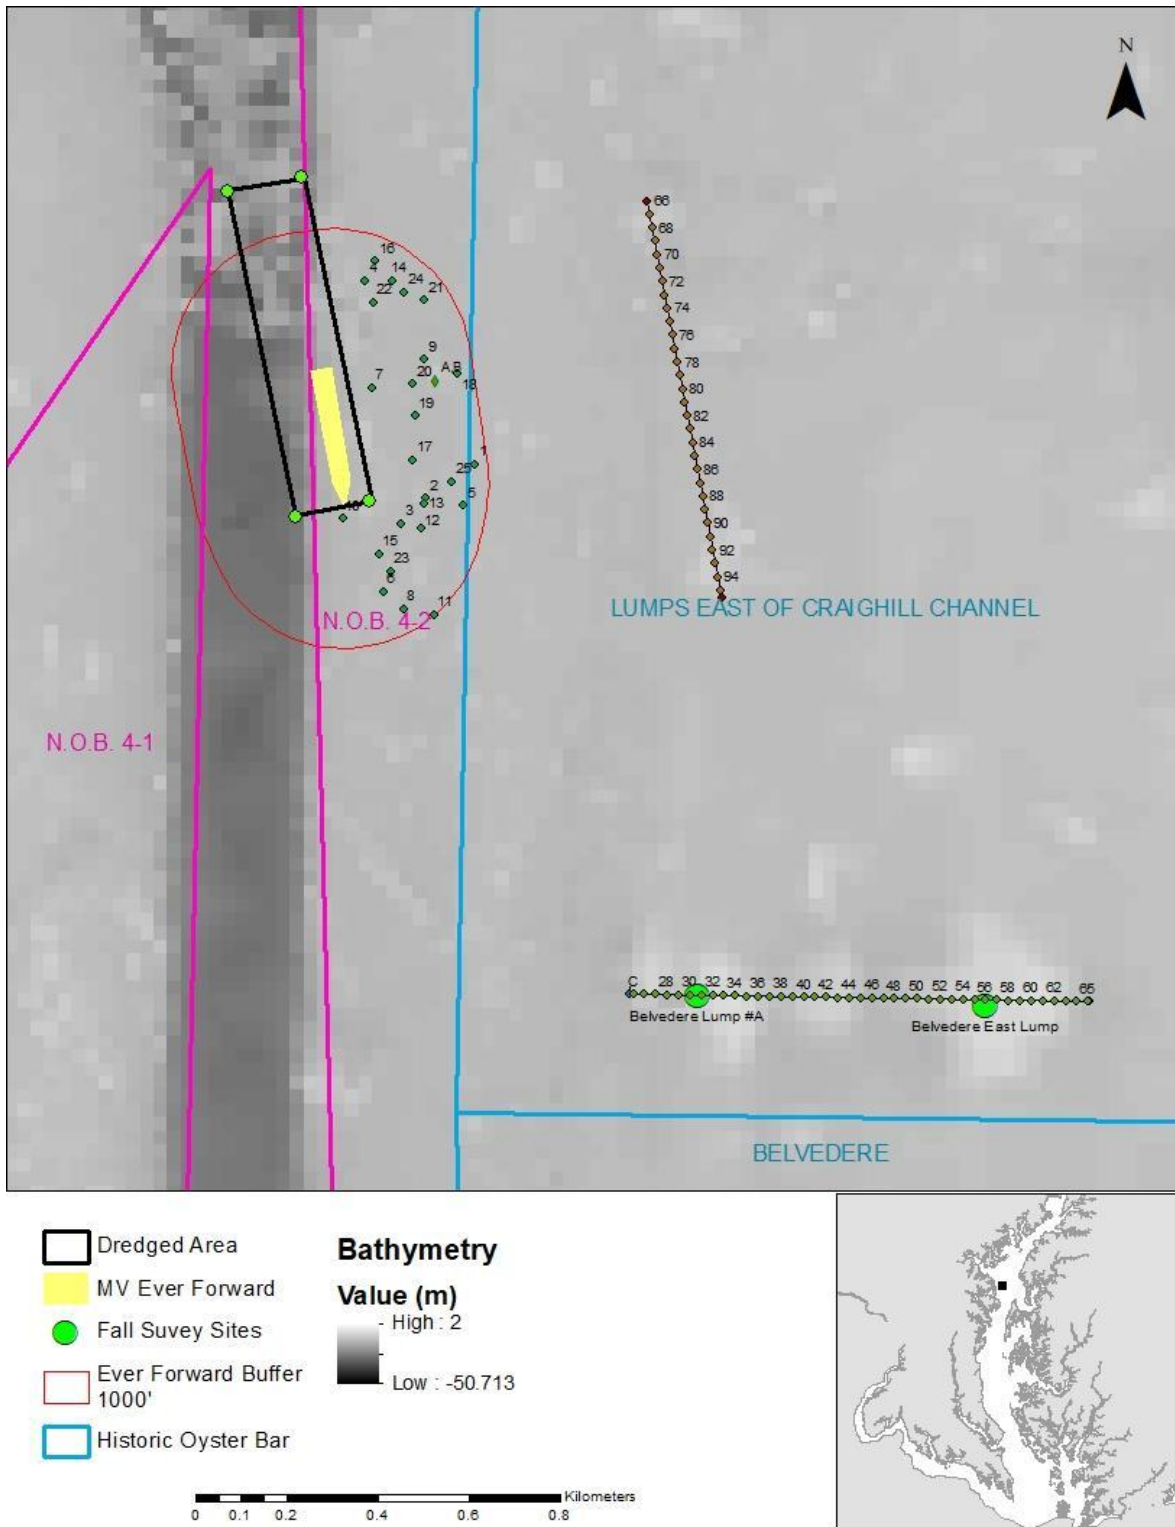 N
66
68
70
72
74
76
78
80
82
84
86
88
90
92
94
16
4
14
24
22
21
9
A,B
20
18
7
19
17
1
25
2
5
13
3
12
10
15
23
6
8
11
N.O.B. 4-2
LUMPS EAST OF CRAIGHILL CHANNEL
N.O.B. 4-1
C 28 30 32 34 36 38 40 42 44 46 48 50 52 54 56 58 60 62 65
Belvedere Lump #A
Belvedere East Lump
BELVEDERE
Dredged Area
MV Ever Forward
Fall Suvey Sites
Ever Forward Buffer
1000'
Historic Oyster Bar
Bathymetry
Value (m)
High : 2
Low : -50.713
Kilometers
0 0.1 0.2 0.4 0.6 0.8